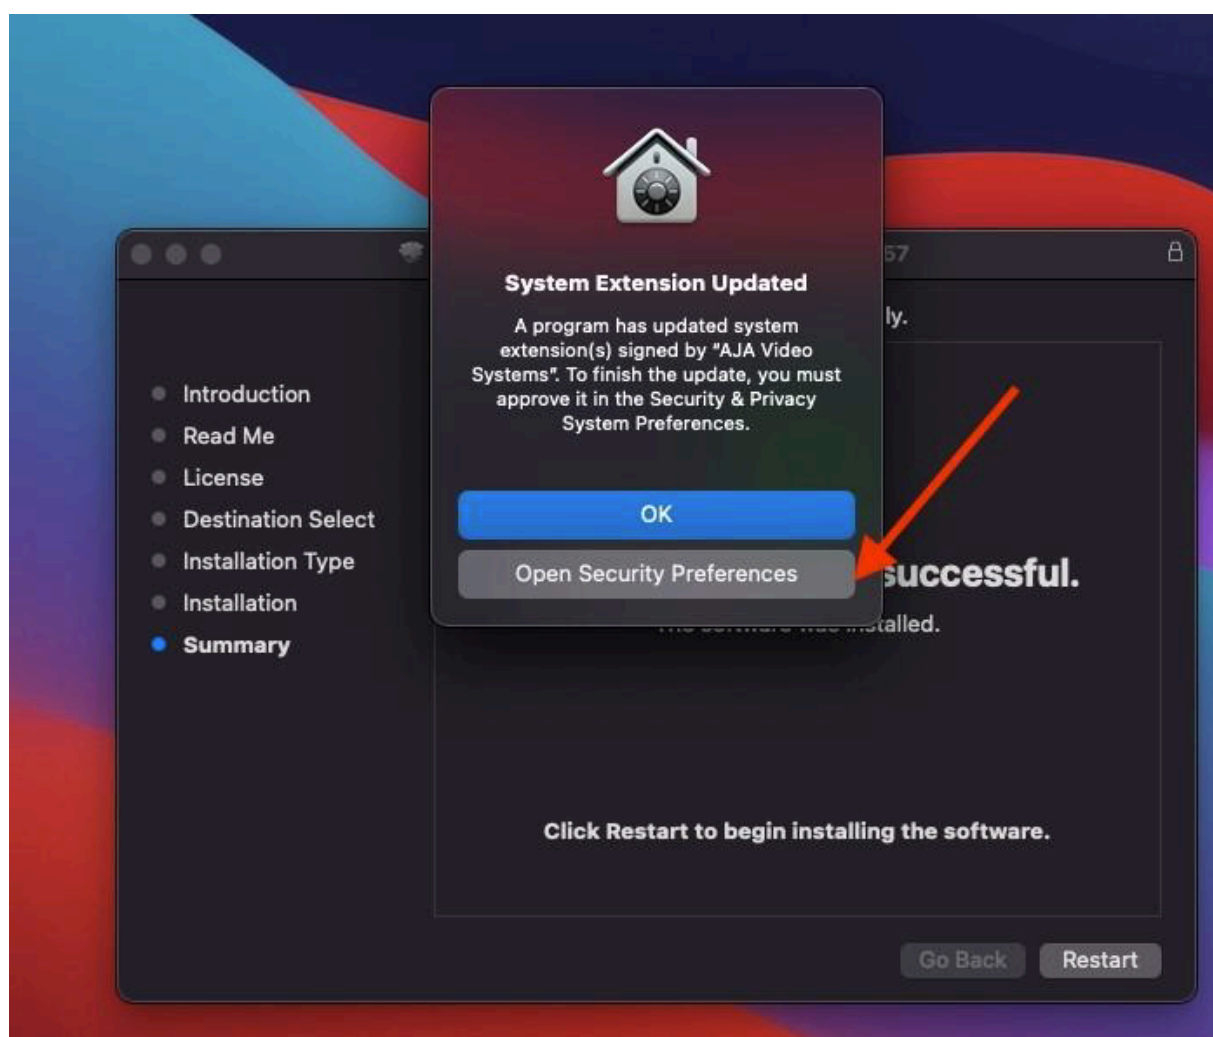 57
ly.
System Extension Updated
A program has updated system
extension(s) signed by "AJA Video
Systems". To finish the update, you must
approve it in the Security & Privacy
System Preferences.
OK
Open Security Preferences
Introduction
Read Me
License
Destination Select
Installation Type
Installation
Summary
successful.
installed.
Click Restart to begin installing the software.
Go Back
Restart